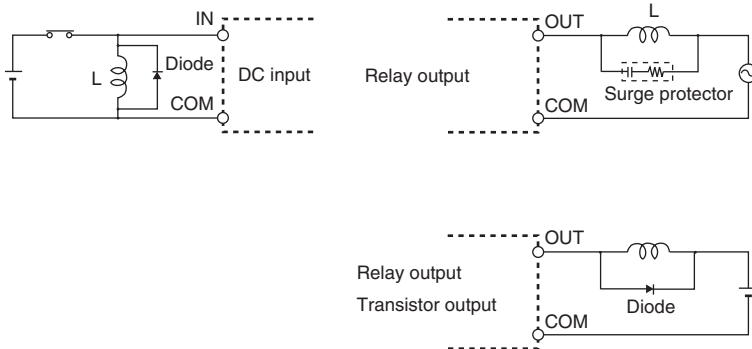 IN
L
Diode
DC input
COM
OUT
L
Relay output
Surge protector
COM
OUT
Relay output
Transistor output
Diode
COM